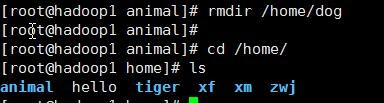 [root@hadoop1 animal]# rmdir /home/dog
[root@hadoop1 animal]#
[root@hadoop1 animal]# cd /home/
[root@hadoop1 home]# ls
animal hello tiger xf xm zwj
[root@hadoop1 home]#